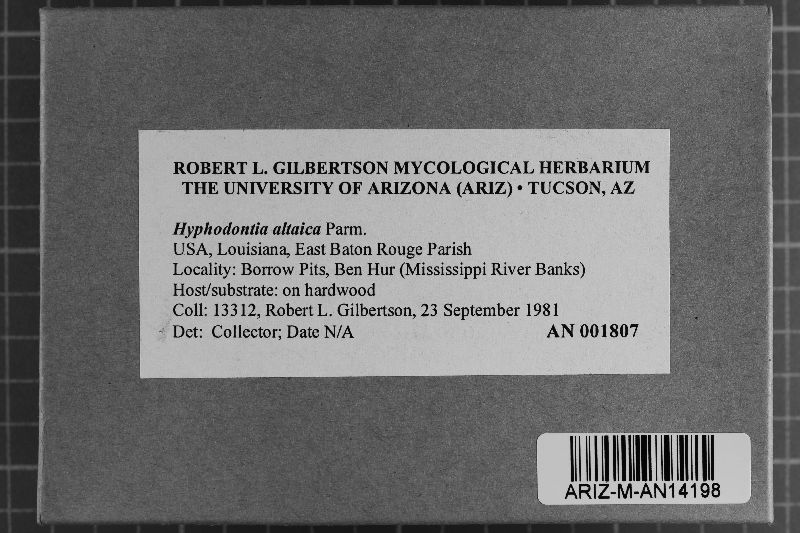 ROBERT L. GILBERTSON MYCOLOGICAL HERBARIUM
THE UNIVERSITY OF ARIZONA (ARIZ) • TUCSON, AZ
Hyphodontia altaica Parm.
USA, Louisiana, East Baton Rouge Parish
Locality: Borrow Pits, Ben Hur (Mississippi River Banks)
Host/substrate: on hardwood
Coll: 13312, Robert L. Gilbertson, 23 September 1981
Det: Collector; Date N/A AN 001807
ARIZ-M-AN14198